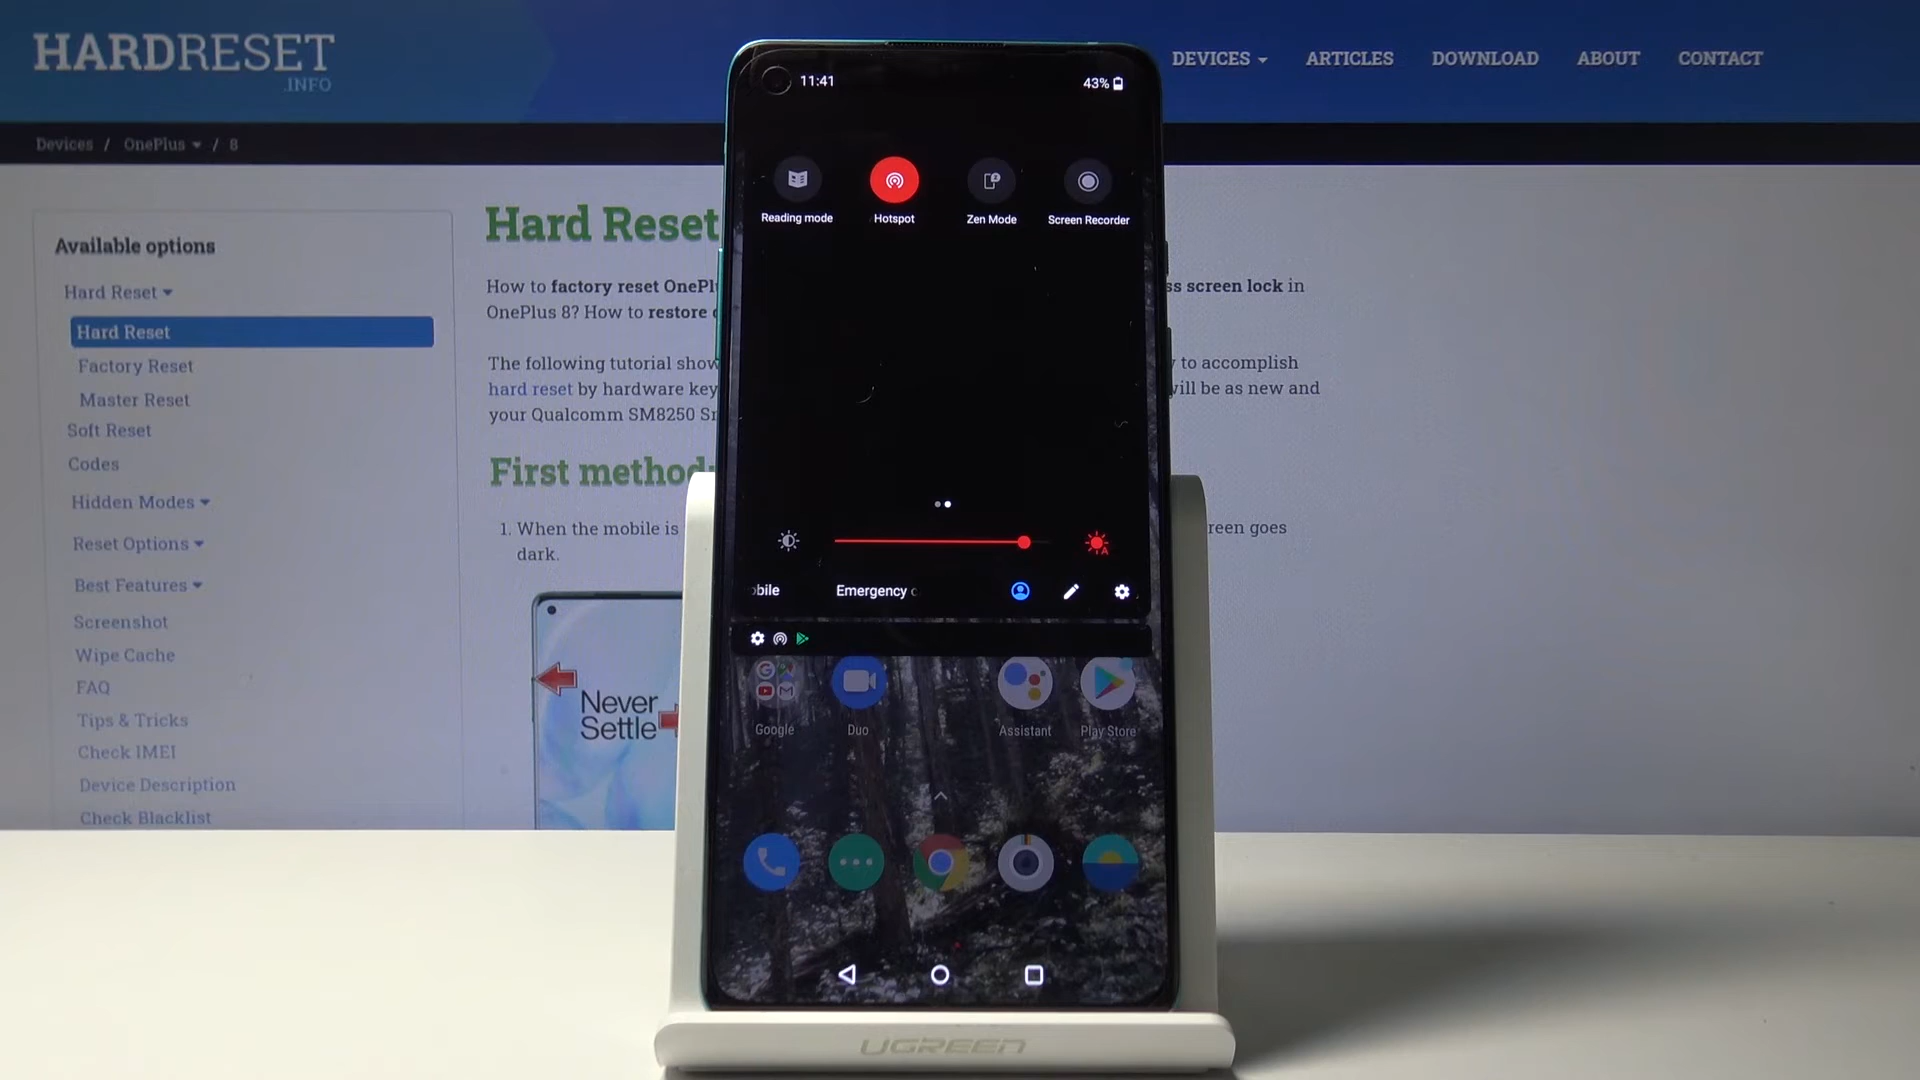 HARDRESET
.INFO
DEVICES
ARTICLES
DOWNLOAD
ABOUT
CONTACT
Devices / OnePlus / 8
Available options
Hard Reset
Hard Reset
Factory Reset
Master Reset
Soft Reset
Codes
Hidden Modes
Reset Options
Best Features
Screenshot
Wipe Cache
FAQ
Tips & Tricks
Check IMEI
Device Description
Check Blacklist
Hard Reset
How to factory reset OnePlu
ss screen lock in
OnePlus 8? How to restore
The following tutorial show
y to accomplish
hard reset by hardware key
will be as new and
your Qualcomm SM8250
First method:
1. When the mobile is
reen goes
dark.
Never
Settle
11:41
43%
Reading mode
Hotspot
Zen Mode
Screen Recorder
obile
Emergency
Google
Duo
Assistant
Play Store
UGREEN